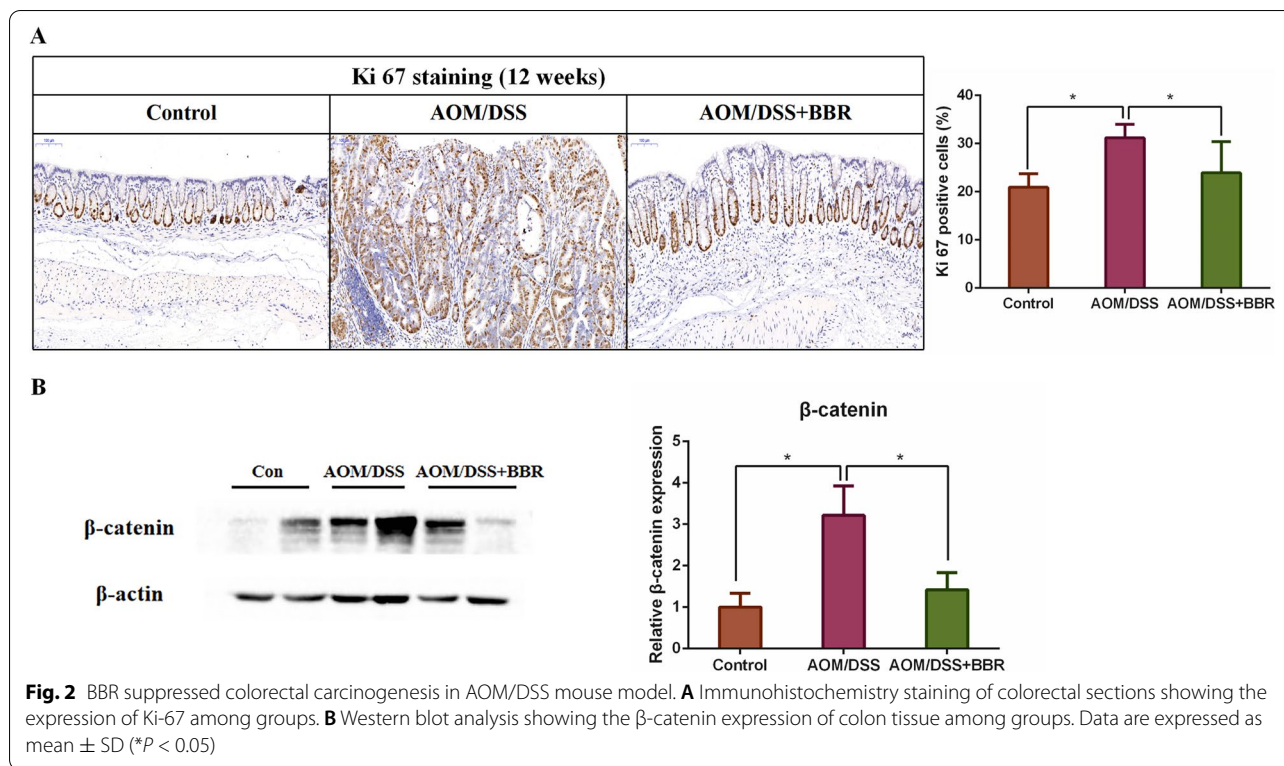 A
Ki 67 staining (12 weeks)
Control AOM/DSS AOM/DSS+BBR
100 μm
Ki 67 positive cells (%)
40
30
20
10
0
* *
Control AOM/DSS AOM/DSS+BBR
B
Con AOM/DSS AOM/DSS+BBR
β-catenin
β-actin
β-catenin
Relative β-catenin expression
5
4
3
2
1
0
* *
Control AOM/DSS AOM/DSS+BBR
Fig. 2 BBR suppressed colorectal carcinogenesis in AOM/DSS mouse model. A Immunohistochemistry staining of colorectal sections showing the
expression of Ki-67 among groups. B Western blot analysis showing the β-catenin expression of colon tissue among groups. Data are expressed as
mean ± SD (*P < 0.05)